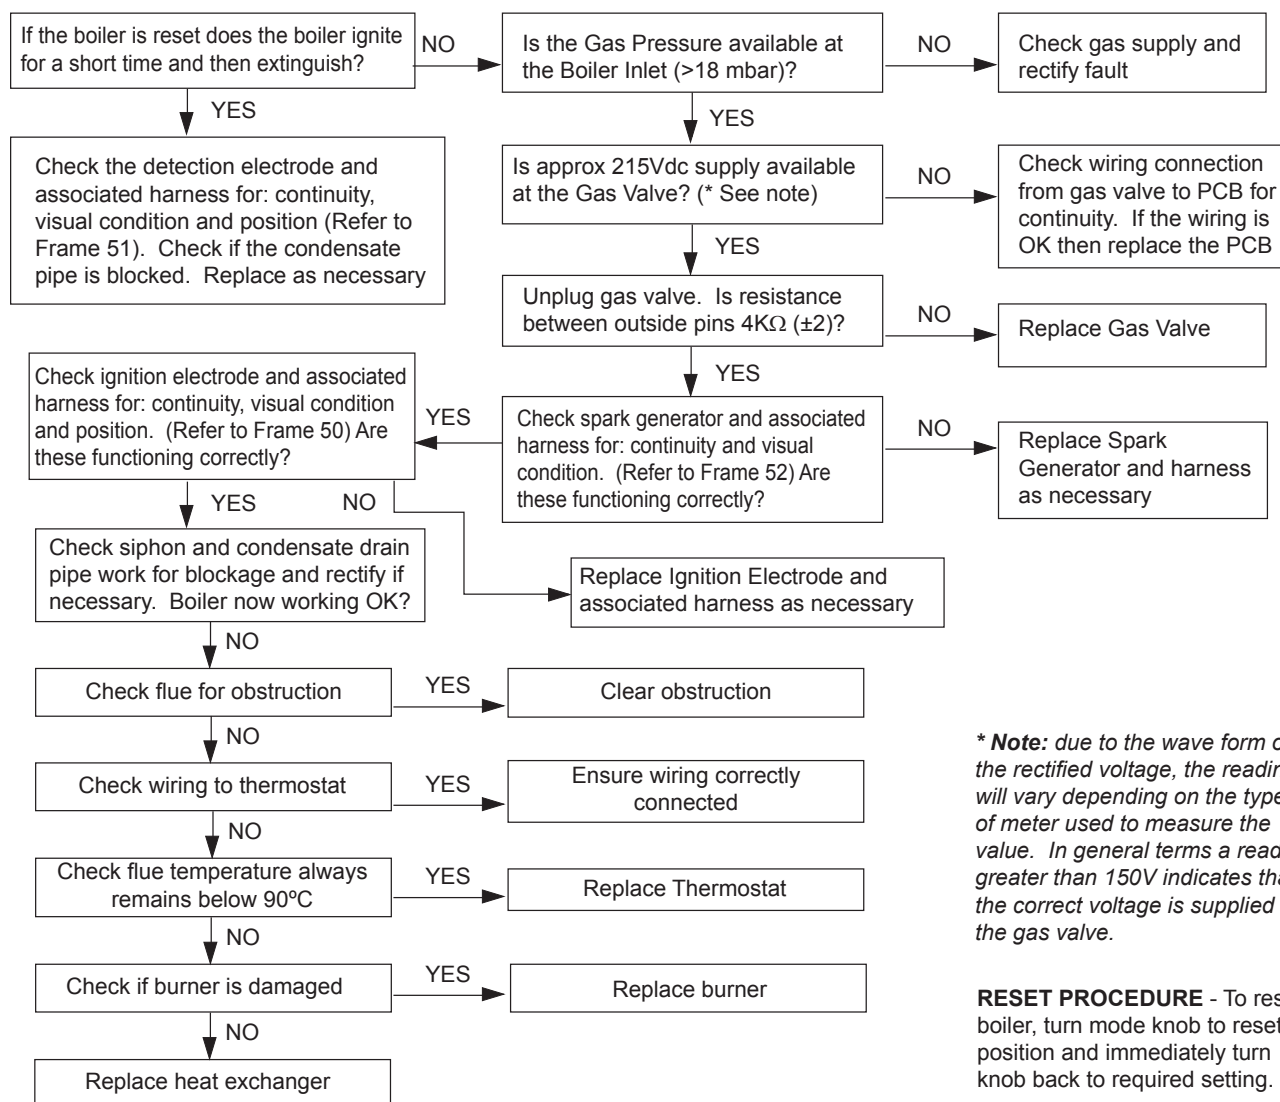 If the boiler is reset does the boiler ignite
for a short time and then extinguish?
NO
Is the Gas Pressure available at
the Boiler Inlet (>18 mbar)?
NO
Check gas supply and
rectify fault
YES
YES
Check the detection electrode and
associated harness for: continuity,
visual condition and position (Refer to
Frame 51). Check if the condensate
pipe is blocked. Replace as necessary
Is approx 215Vdc supply available
at the Gas Valve? (* See note)
NO
Check wiring connection
from gas valve to PCB for
continuity. If the wiring is
OK then replace the PCB
YES
Unplug gas valve. Is resistance
between outside pins 4KΩ (±2)?
NO
Replace Gas Valve
YES
Check spark generator and associated
harness for: continuity and visual
condition. (Refer to Frame 52) Are
these functioning correctly?
NO
Replace Spark
Generator and harness
as necessary
YES
Check ignition electrode and associated
harness for: continuity, visual condition
and position. (Refer to Frame 50) Are
these functioning correctly?
YES
NO
Replace Ignition Electrode and
associated harness as necessary
Check siphon and condensate drain
pipe work for blockage and rectify if
necessary. Boiler now working OK?
NO
Check flue for obstruction
YES
Clear obstruction
NO
Check wiring to thermostat
YES
Ensure wiring correctly
connected
NO
Check flue temperature always
remains below 90ºC
YES
Replace Thermostat
NO
Check if burner is damaged
YES
Replace burner
NO
Replace heat exchanger
* Note: due to the wave form
the rectified voltage, the
will vary depending on the type
of meter used to measure the
value. In general terms a
greater than 150V indicates
the correct voltage is supplied
the gas valve.
RESET PROCEDURE - To
boiler, turn mode knob to reset
position and immediately turn
knob back to required setting.